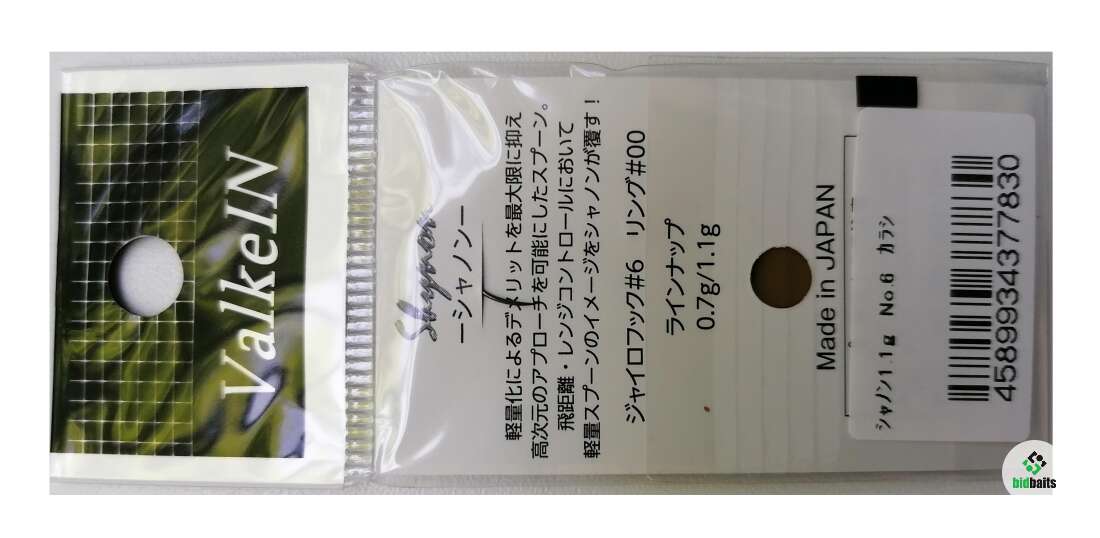 ValkeIN
Shynon
ーシャノンー
軽量化によるデメリットを最大限に抑え
高次元のアプローチを可能にしたスプーン。
飛距離・レンジコントロールにおいて
軽量スプーンのイメージをシャノンが覆す!
ジャイロフック#6 リング#00
ラインナップ
0.7g/1.1g
Made in JAPAN
シャノン1.1g No.6 カラシ
4589934377830
bidbaits